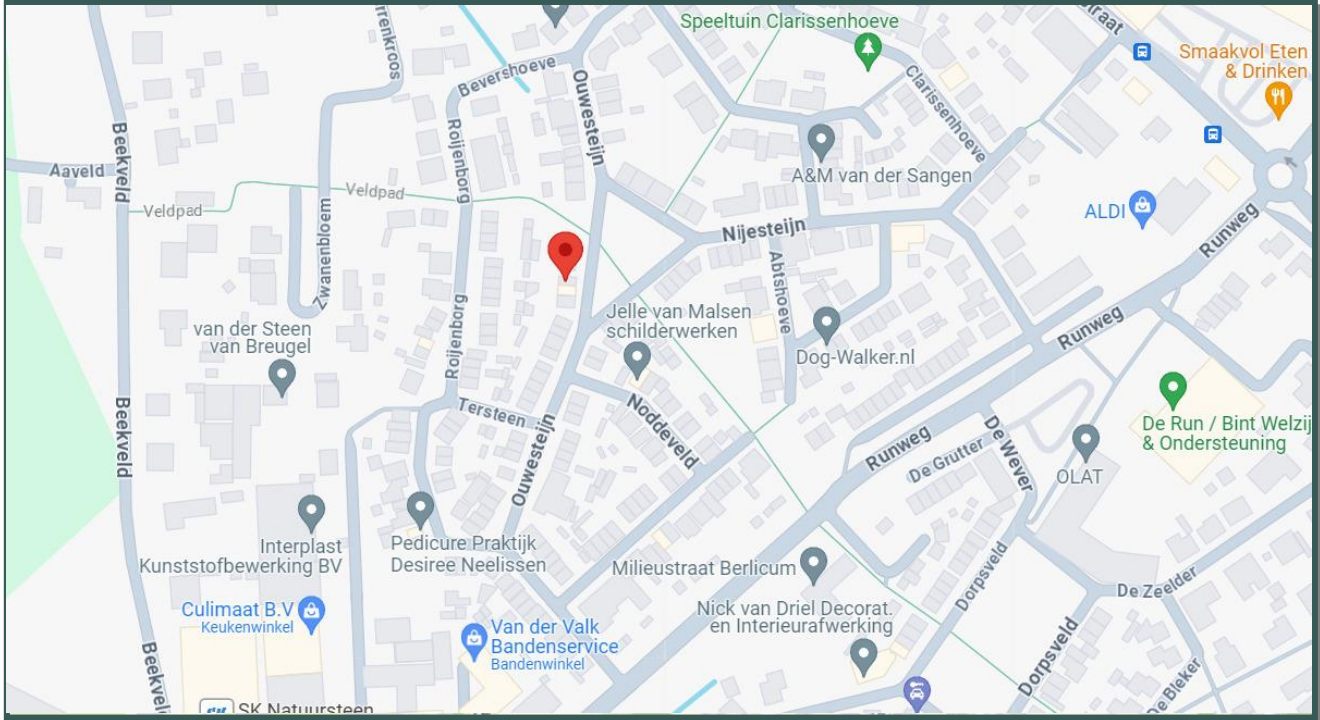 Speeltuin Clarissenhoeve
Smaakvol Eten
& Drinken
Bevershoeve
Ouwesteijn
Clarissenhoeve
Beekveld
Aaveld
Roijenborg
A&M van der Sangen
Veldpad
Veldpad
Zwanenbloem
ALDI
Nijesteijn
Runweg
Abtshoeve
Jelle van Malsen
schilderwerken
van der Steen
van Breugel
Roijenborg
Runweg
Dog-Walker.nl
Beekveld
Tersteen
Noddeveld
Ouwesteijn
De Run / Bint Welzij
& Ondersteuning
Runweg
De Grutter
De Wever
OLAT
Interplast
Kunststofbewerking BV
Pedicure Praktijk
Desiree Neelissen
Milieustraat Berlicum
Dorpsveld
De Zeelder
Culimaat B.V
Keukenwinkel
Van der Valk
Bandenservice
Bandenwinkel
Nick van Driel Decorat.
en Interieurafwerking
Beekvel
Dorpsveld
De Bleker
SK Natuursteen